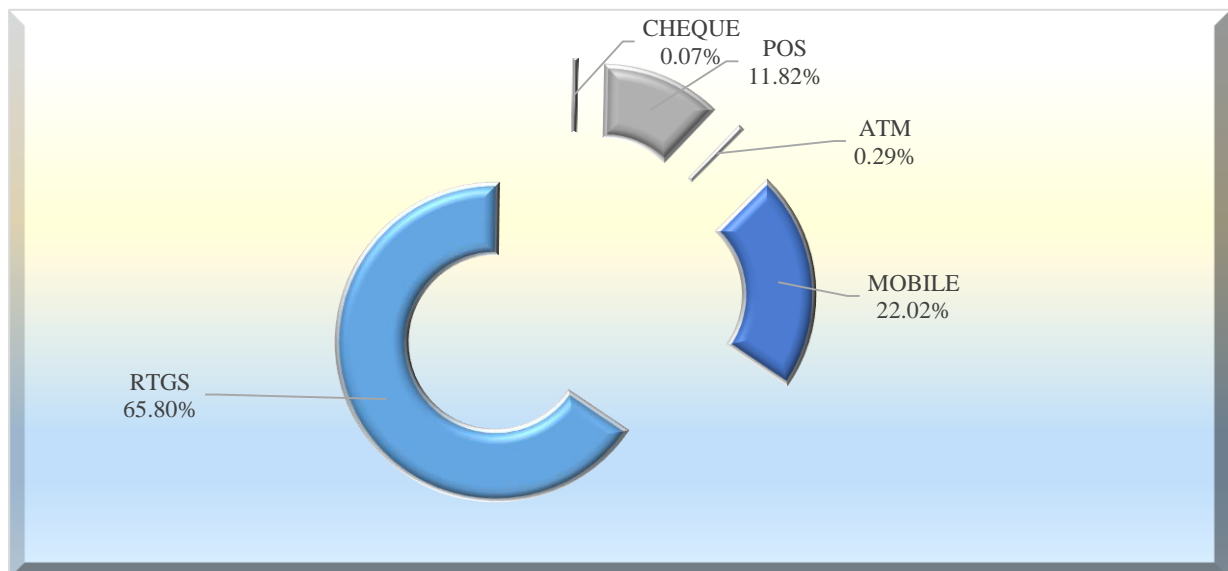 CHEQUE
0.07%
POS
11.82%
ATM
0.29%
MOBILE
22.02%
RTGS
65.80%